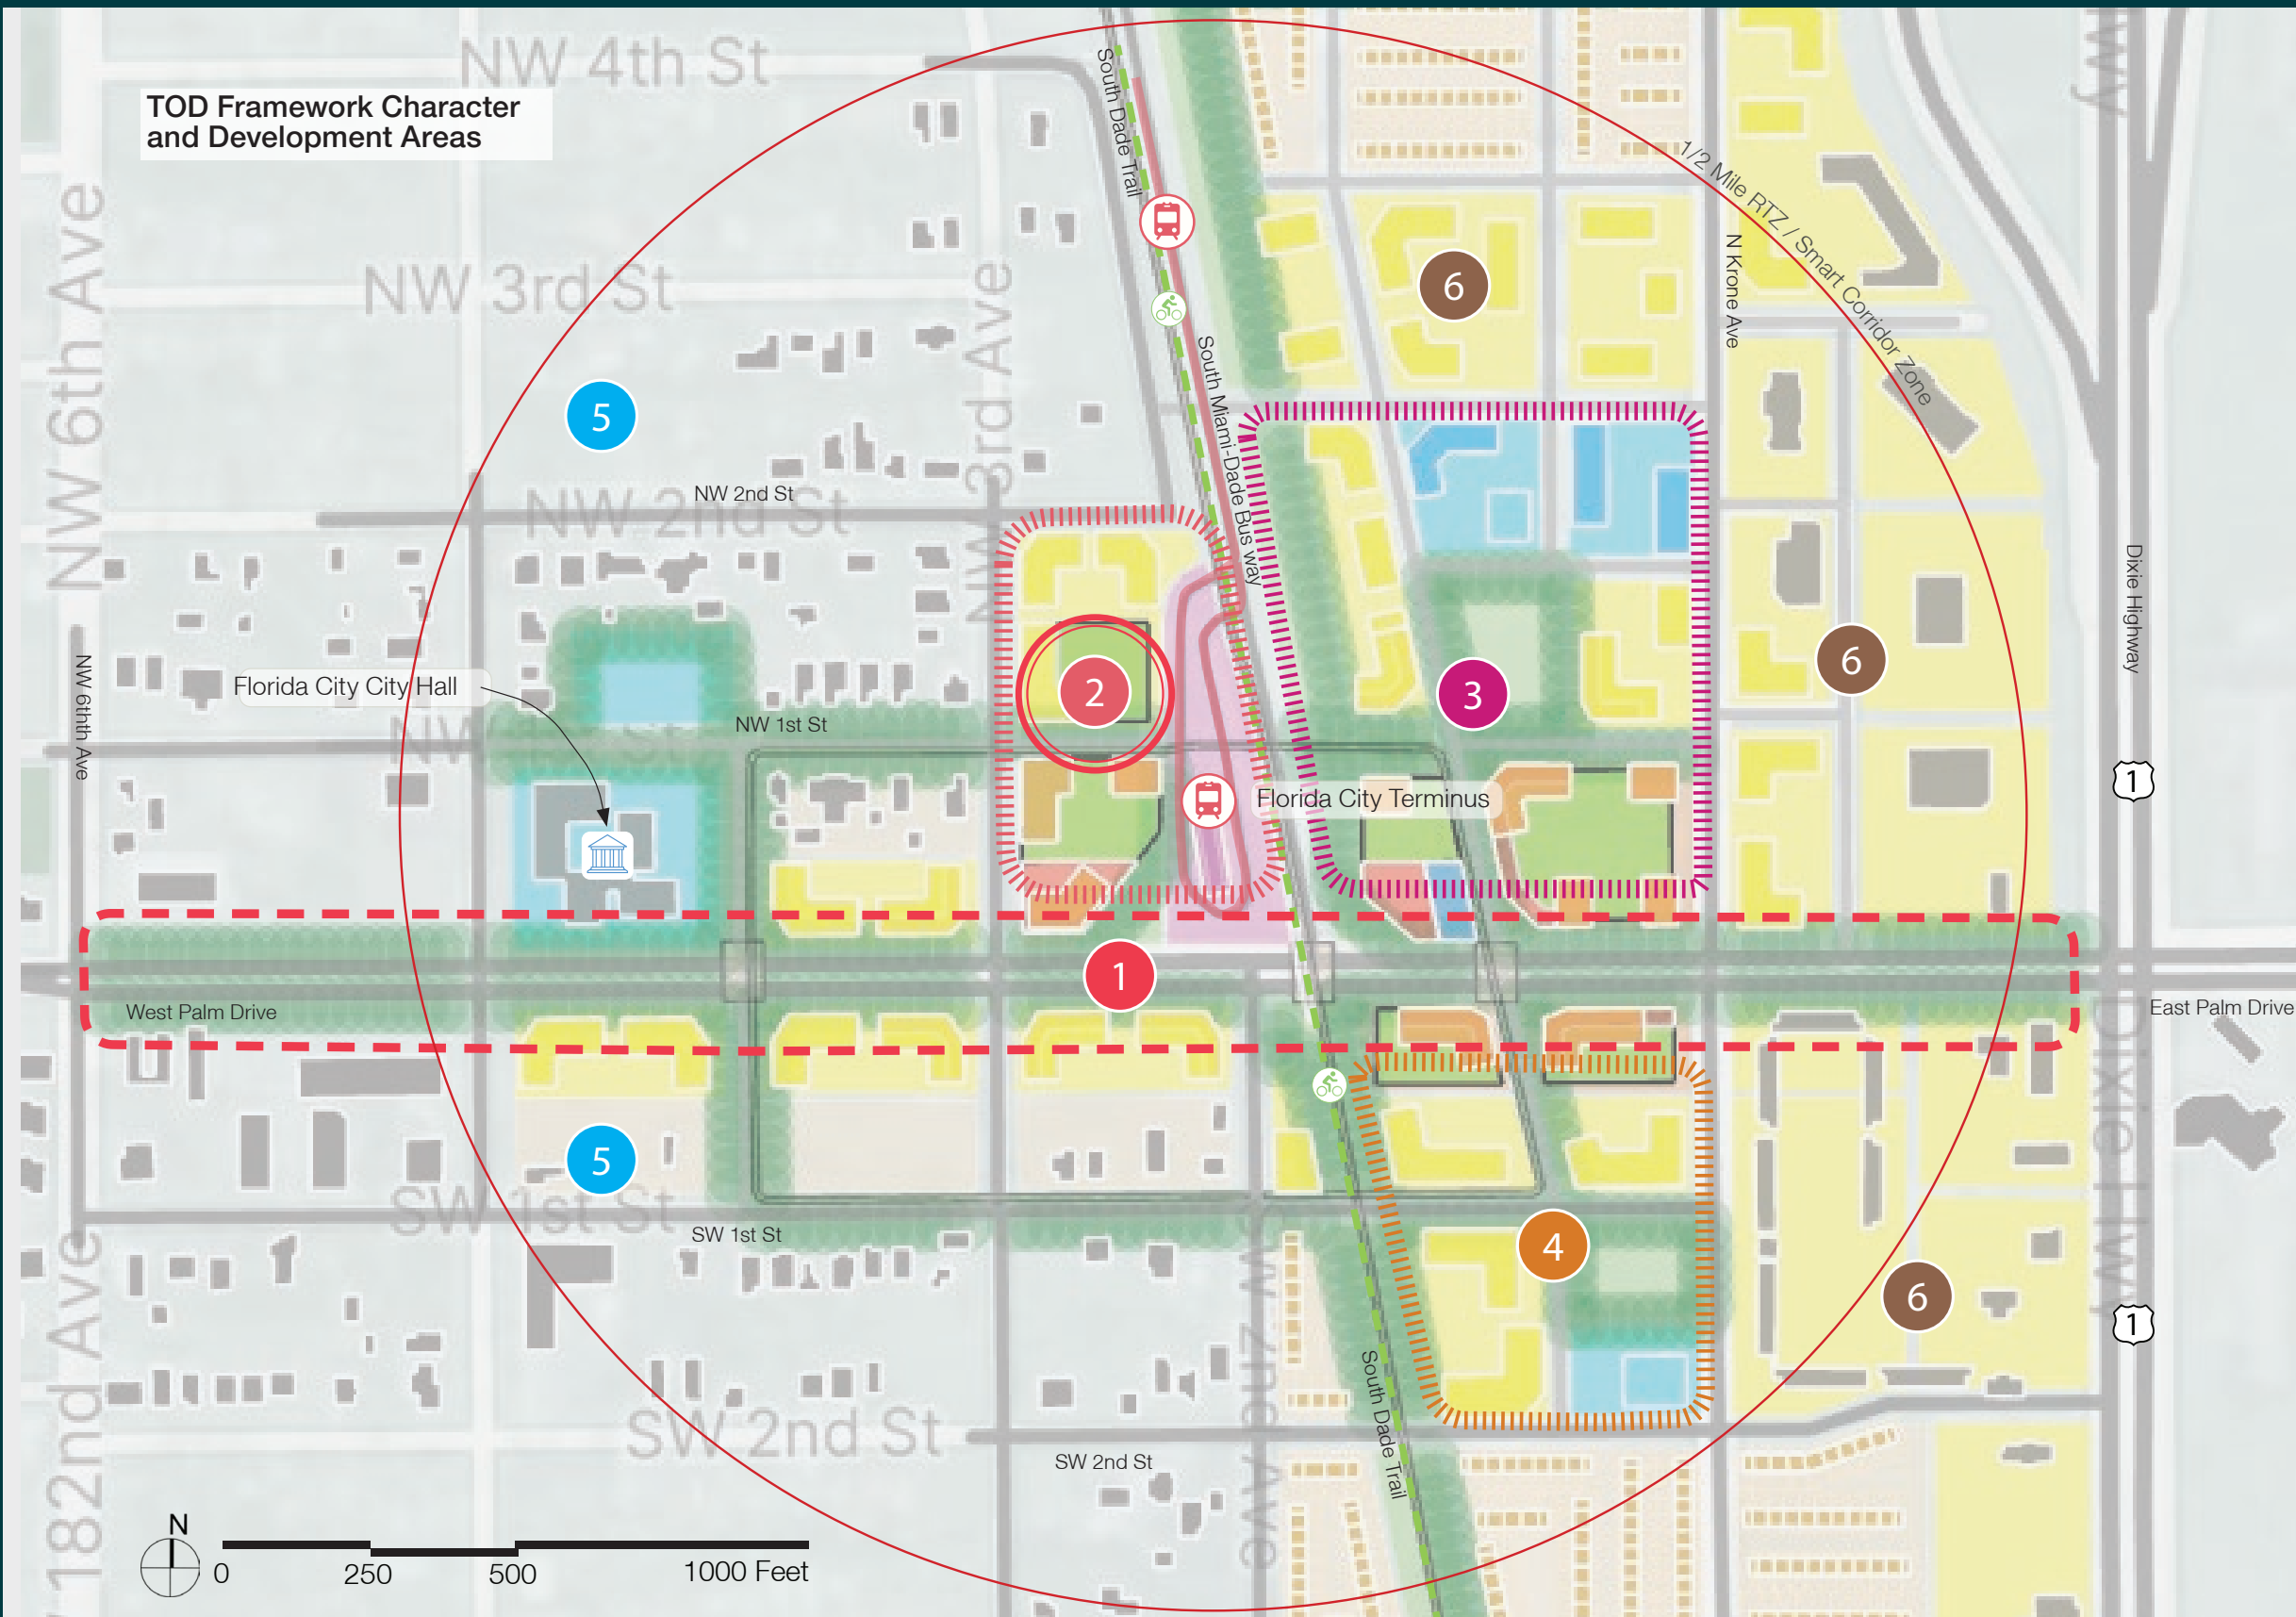 NW 4th St
TOD Framework Character
and Development Areas
South Dade Trail
1/2 Mile RTZ / Smart Corridor Zone
NW 6th Ave
NW 3rd St
NW 3rd Ave
6
N Krone Ave
South Miami-Dade Bus way
5
NW 2nd St
NW 2nd St
Dixie Highway
6
2
3
Florida City City Hall
NW 6thth Ave
NW 1st St
1
Florida City Terminus
1
West Palm Drive
East Palm Drive
5
SW 1st St
SW 1st St
4
6
1
Dixie Hwy
182nd Ave
South Dade Trail
SW 2nd St
SW 2nd St
N
0
250
500
1000 Feet